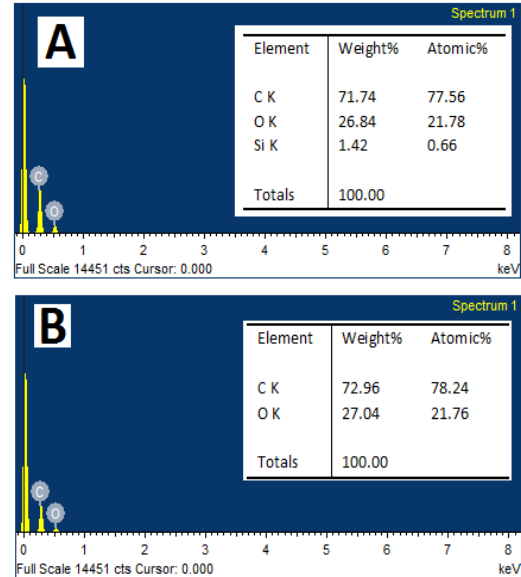 Spectrum 1
A
Element Weight% Atomic%
C K 71.74 77.56
O K 26.84 21.78
Si K 1.42 0.66
Totals 100.00
C
O
0 1 2 3 4 5 6 7 8
Full Scale 14451 cts Cursor: 0.000 keV
Spectrum 1
B
Element Weight% Atomic%
C K 72.96 78.24
O K 27.04 21.76
Totals 100.00
C
O
0 1 2 3 4 5 6 7 8
Full Scale 14451 cts Cursor: 0.000 keV